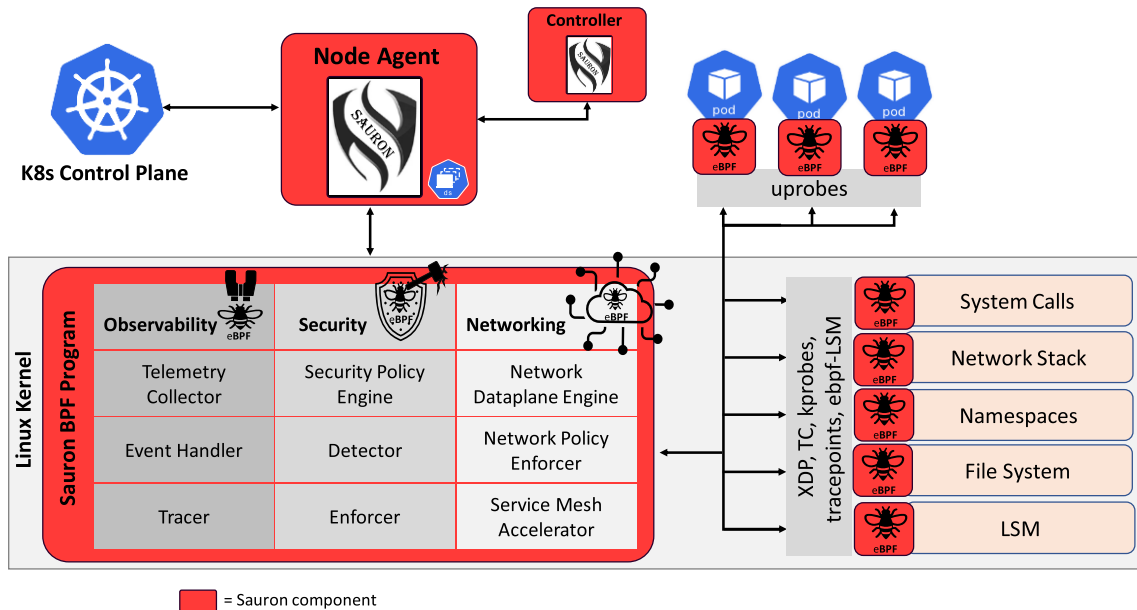 Controller
SAURON
Node Agent
SAURON
ds
K8s Control Plane
pod
pod
pod
eBPF
eBPF
eBPF
uprobes
Linux Kernel
Sauron BPF Program
Observability
eBPF
Security
eBPF
Networking
eBPF
Telemetry
Collector
Security Policy
Engine
Network
Dataplane Engine
Event Handler
Detector
Network Policy
Enforcer
Tracer
Enforcer
Service Mesh
Accelerator
XDP, TC, kprobes,
tracepoints, ebpf-LSM
eBPF
System Calls
eBPF
Network Stack
eBPF
Namespaces
eBPF
File System
eBPF
LSM
= Sauron component